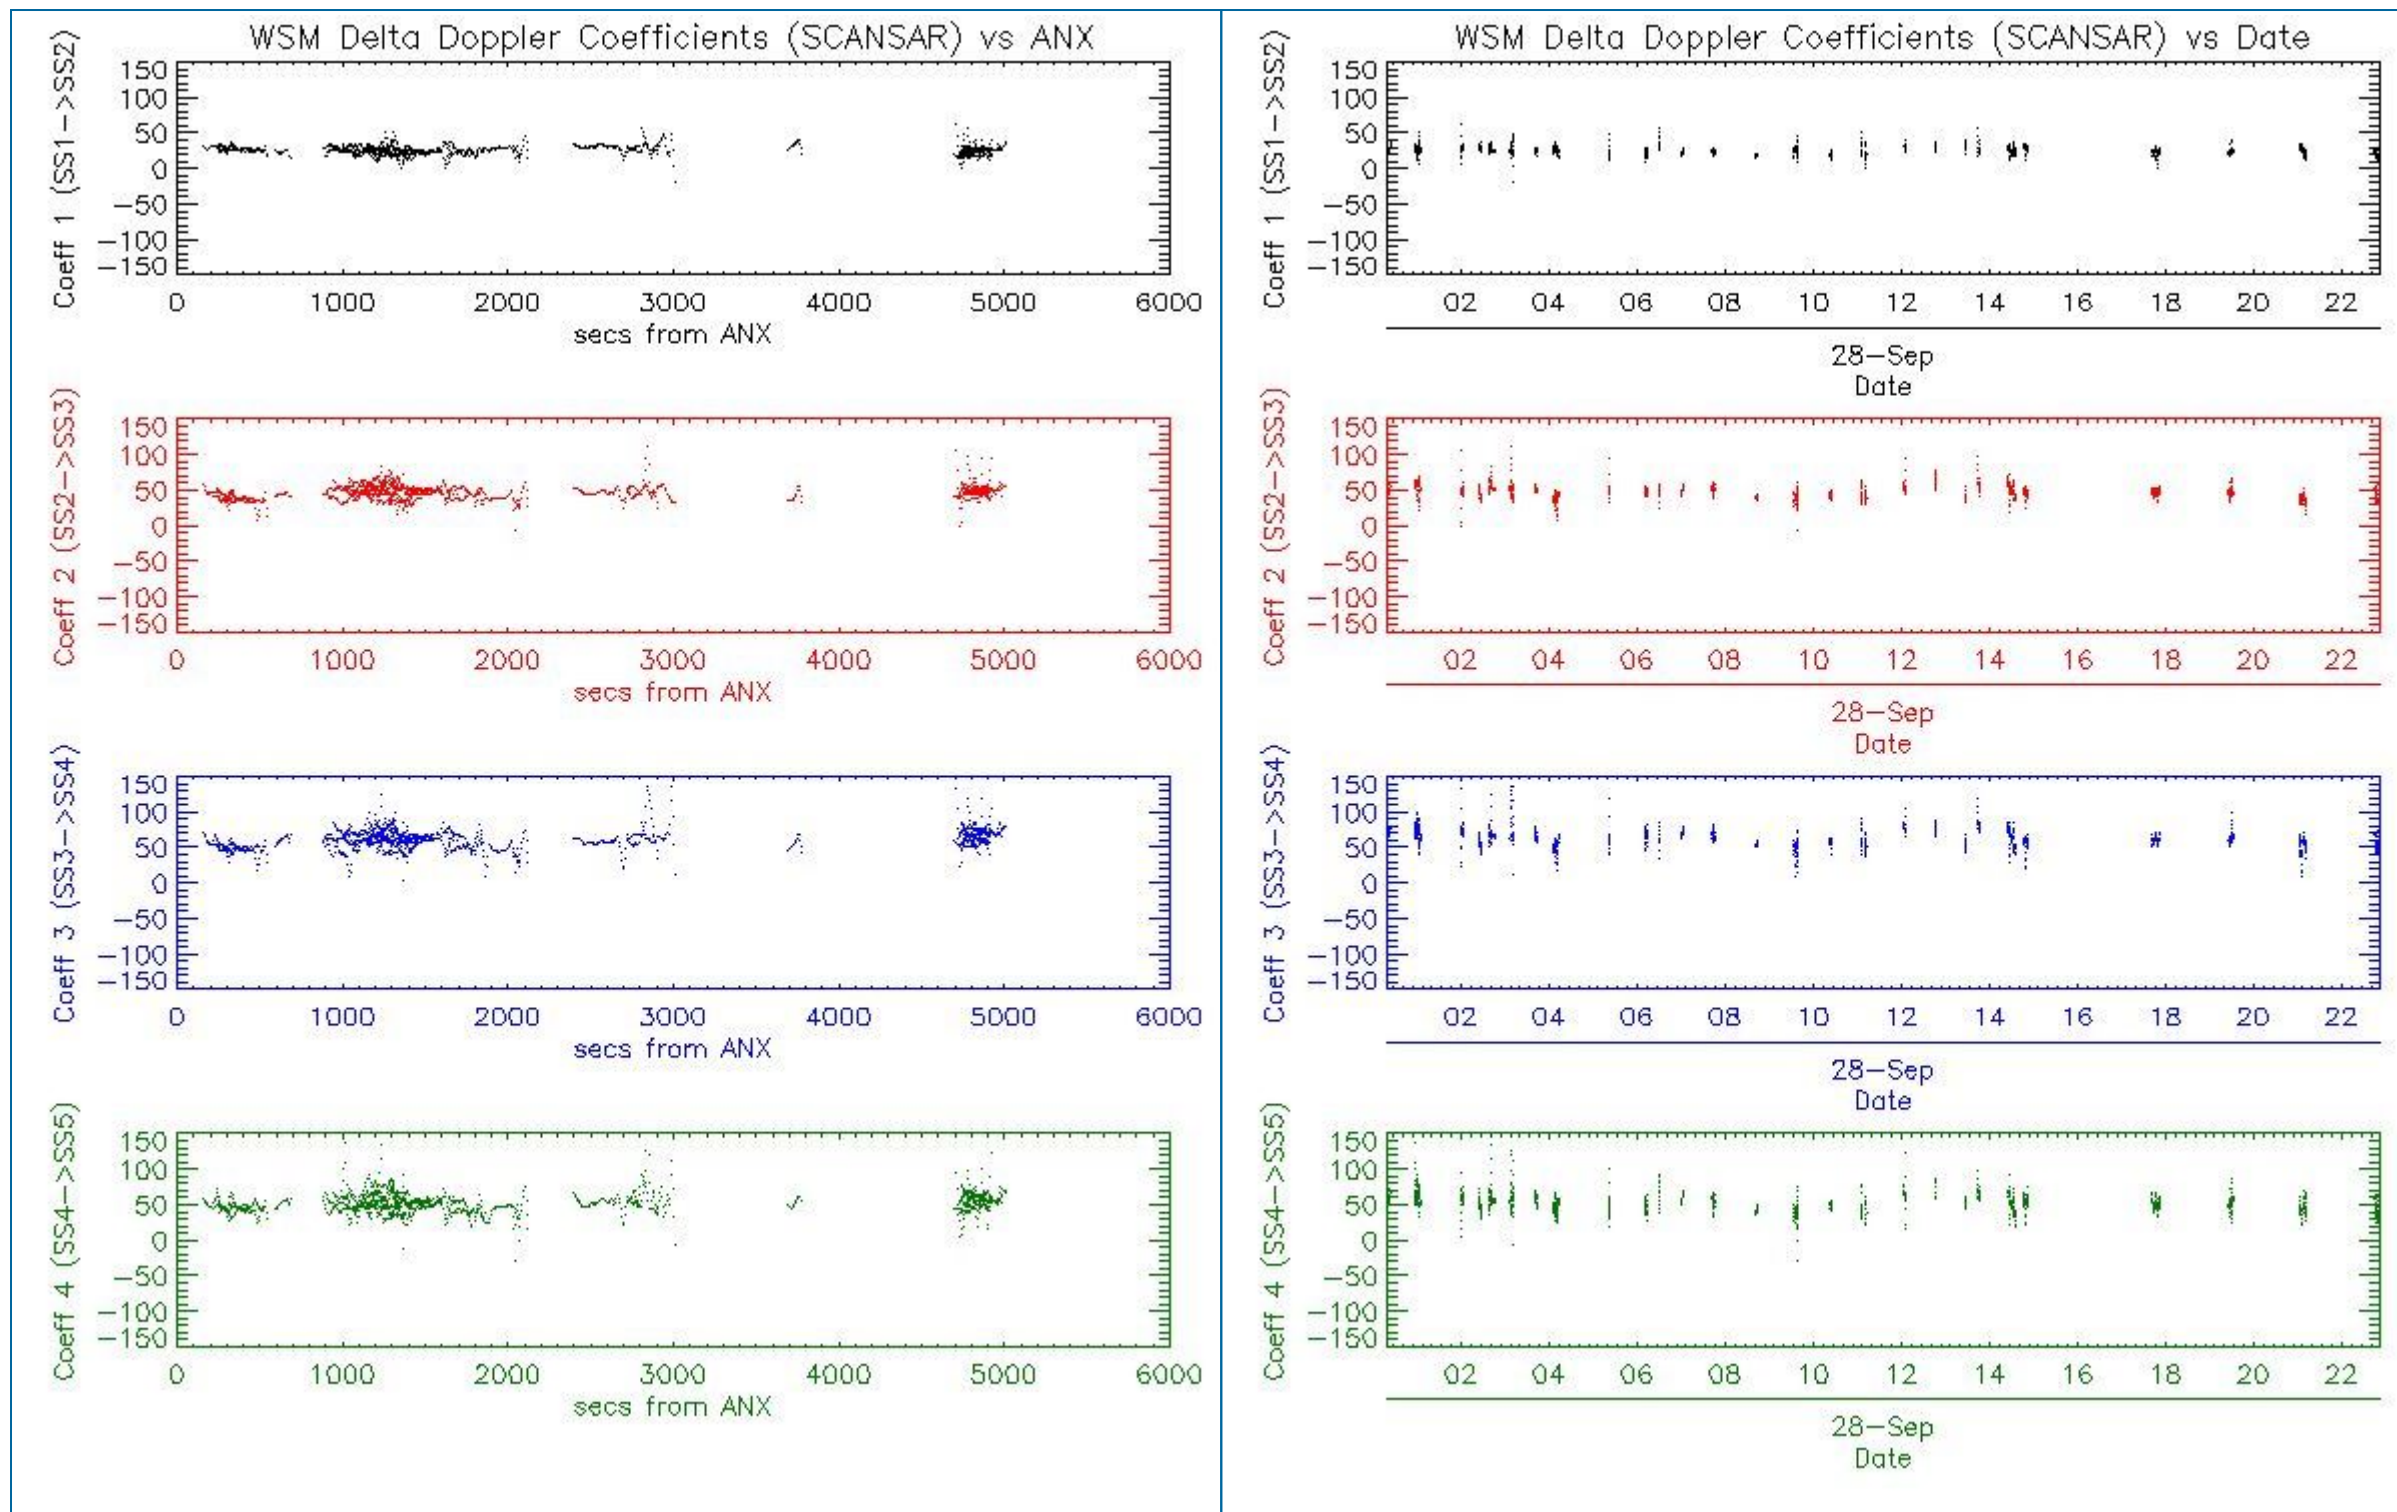 WSM Delta Doppler Coefficients (SCANSAR) vs ANX
Coeff 1 (SS1->SS2)
150
100
50
0
-50
-100
-150
0 1000 2000 3000 4000 5000 6000
secs from ANX
Coeff 2 (SS2->SS3)
150
100
50
0
-50
-100
-150
0 1000 2000 3000 4000 5000 6000
secs from ANX
Coeff 3 (SS3->SS4)
150
100
50
0
-50
-100
-150
0 1000 2000 3000 4000 5000 6000
secs from ANX
Coeff 4 (SS4->SS5)
150
100
50
0
-50
-100
-150
0 1000 2000 3000 4000 5000 6000
secs from ANX
WSM Delta Doppler Coefficients (SCANSAR) vs Date
Coeff 1 (SS1->SS2)
150
100
50
0
-50
-100
-150
02 04 06 08 10 12 14 16 18 20 22
28-Sep
Date
Coeff 2 (SS2->SS3)
150
100
50
0
-50
-100
-150
02 04 06 08 10 12 14 16 18 20 22
28-Sep
Date
Coeff 3 (SS3->SS4)
150
100
50
0
-50
-100
-150
02 04 06 08 10 12 14 16 18 20 22
28-Sep
Date
Coeff 4 (SS4->SS5)
150
100
50
0
-50
-100
-150
02 04 06 08 10 12 14 16 18 20 22
28-Sep
Date